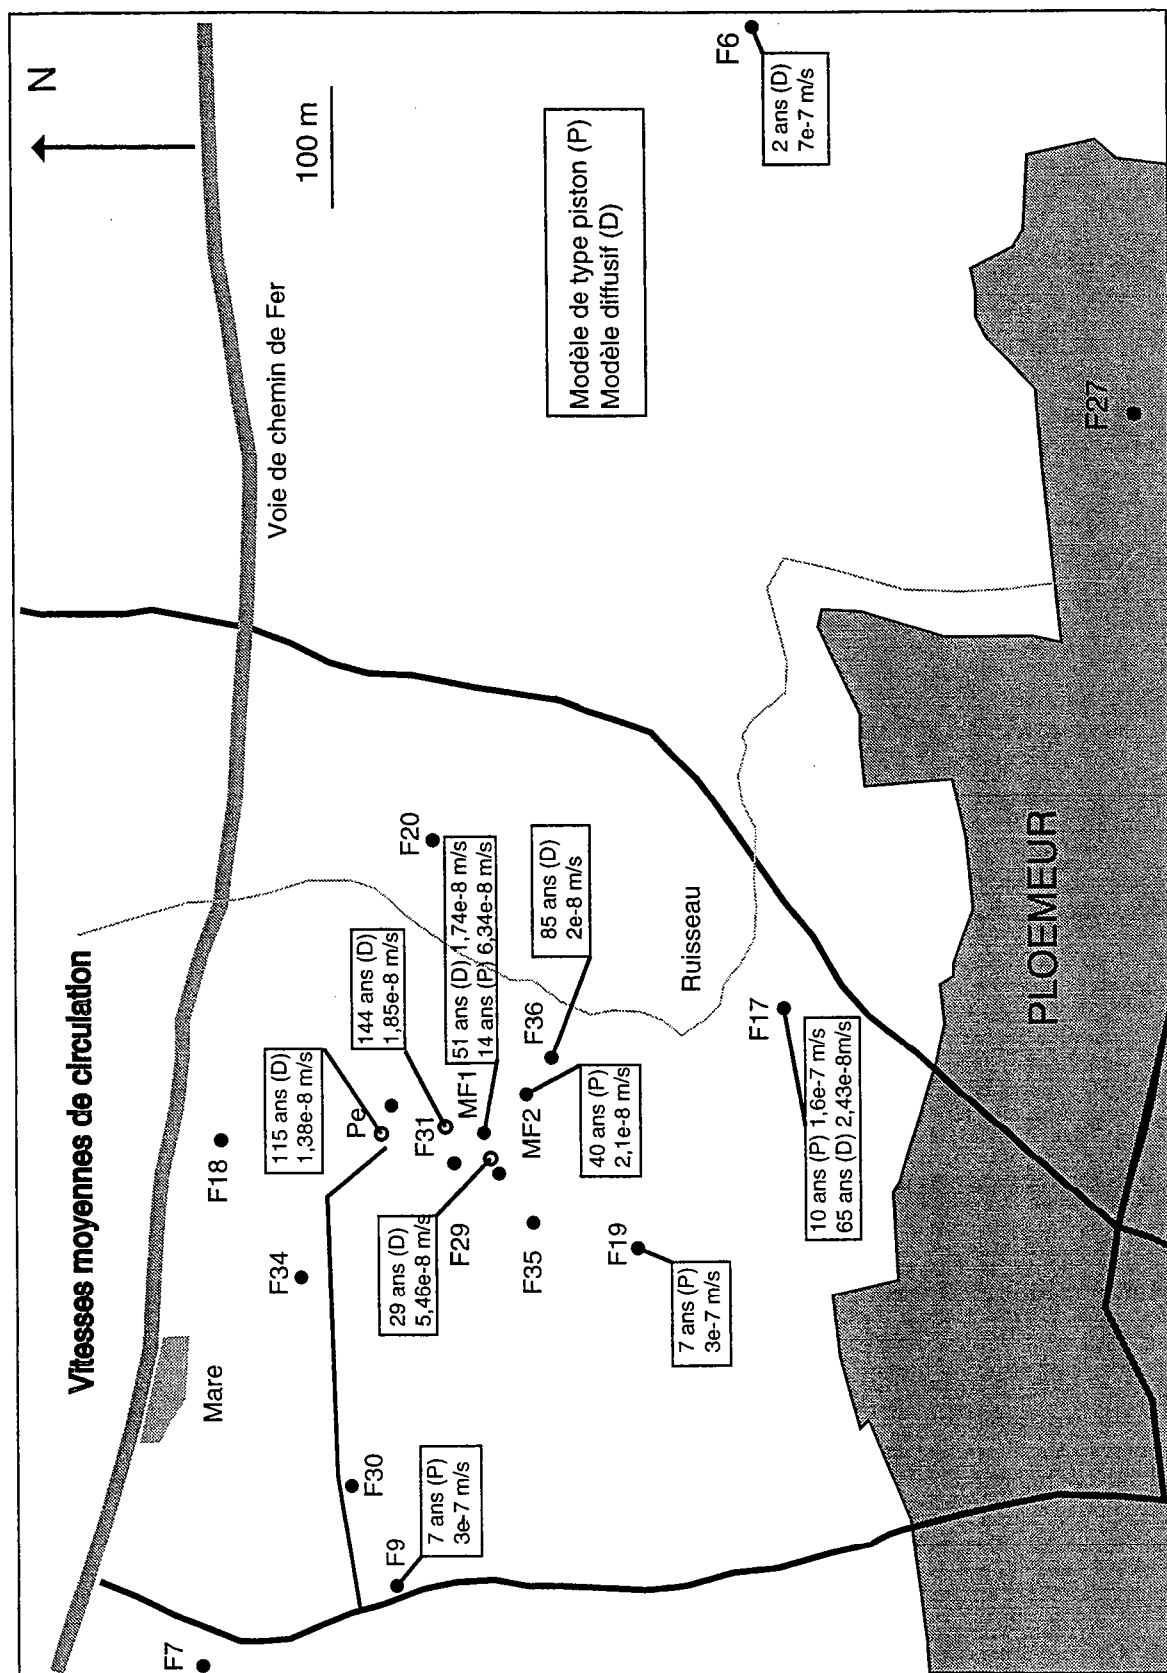 Vitesses moyennes de circulation
N
100 m
Voie de chemin de Fer
Mare
F7
F18
F34
F30
F9
7 ans (P)
3e-7 m/s
115 ans (D)
1,38e-8 m/s
Pe
144 ans (D)
1,85e-8 m/s
F31
F20
MF1
51 ans (D) 1,74e-8 m/s
14 ans (P) 6,34e-8 m/s
29 ans (D)
5,46e-8 m/s
F29
F35
MF2
F36
85 ans (D)
2e-8 m/s
40 ans (P)
2,1e-8 m/s
F19
7 ans (P)
3e-7 m/s
Ruisseau
F17
10 ans (P) 1,6e-7 m/s
65 ans (D) 2,43e-8m/s
Modèle de type piston (P)
Modèle diffusif (D)
F6
2 ans (D)
7e-7 m/s
PLOEMEUR
F27